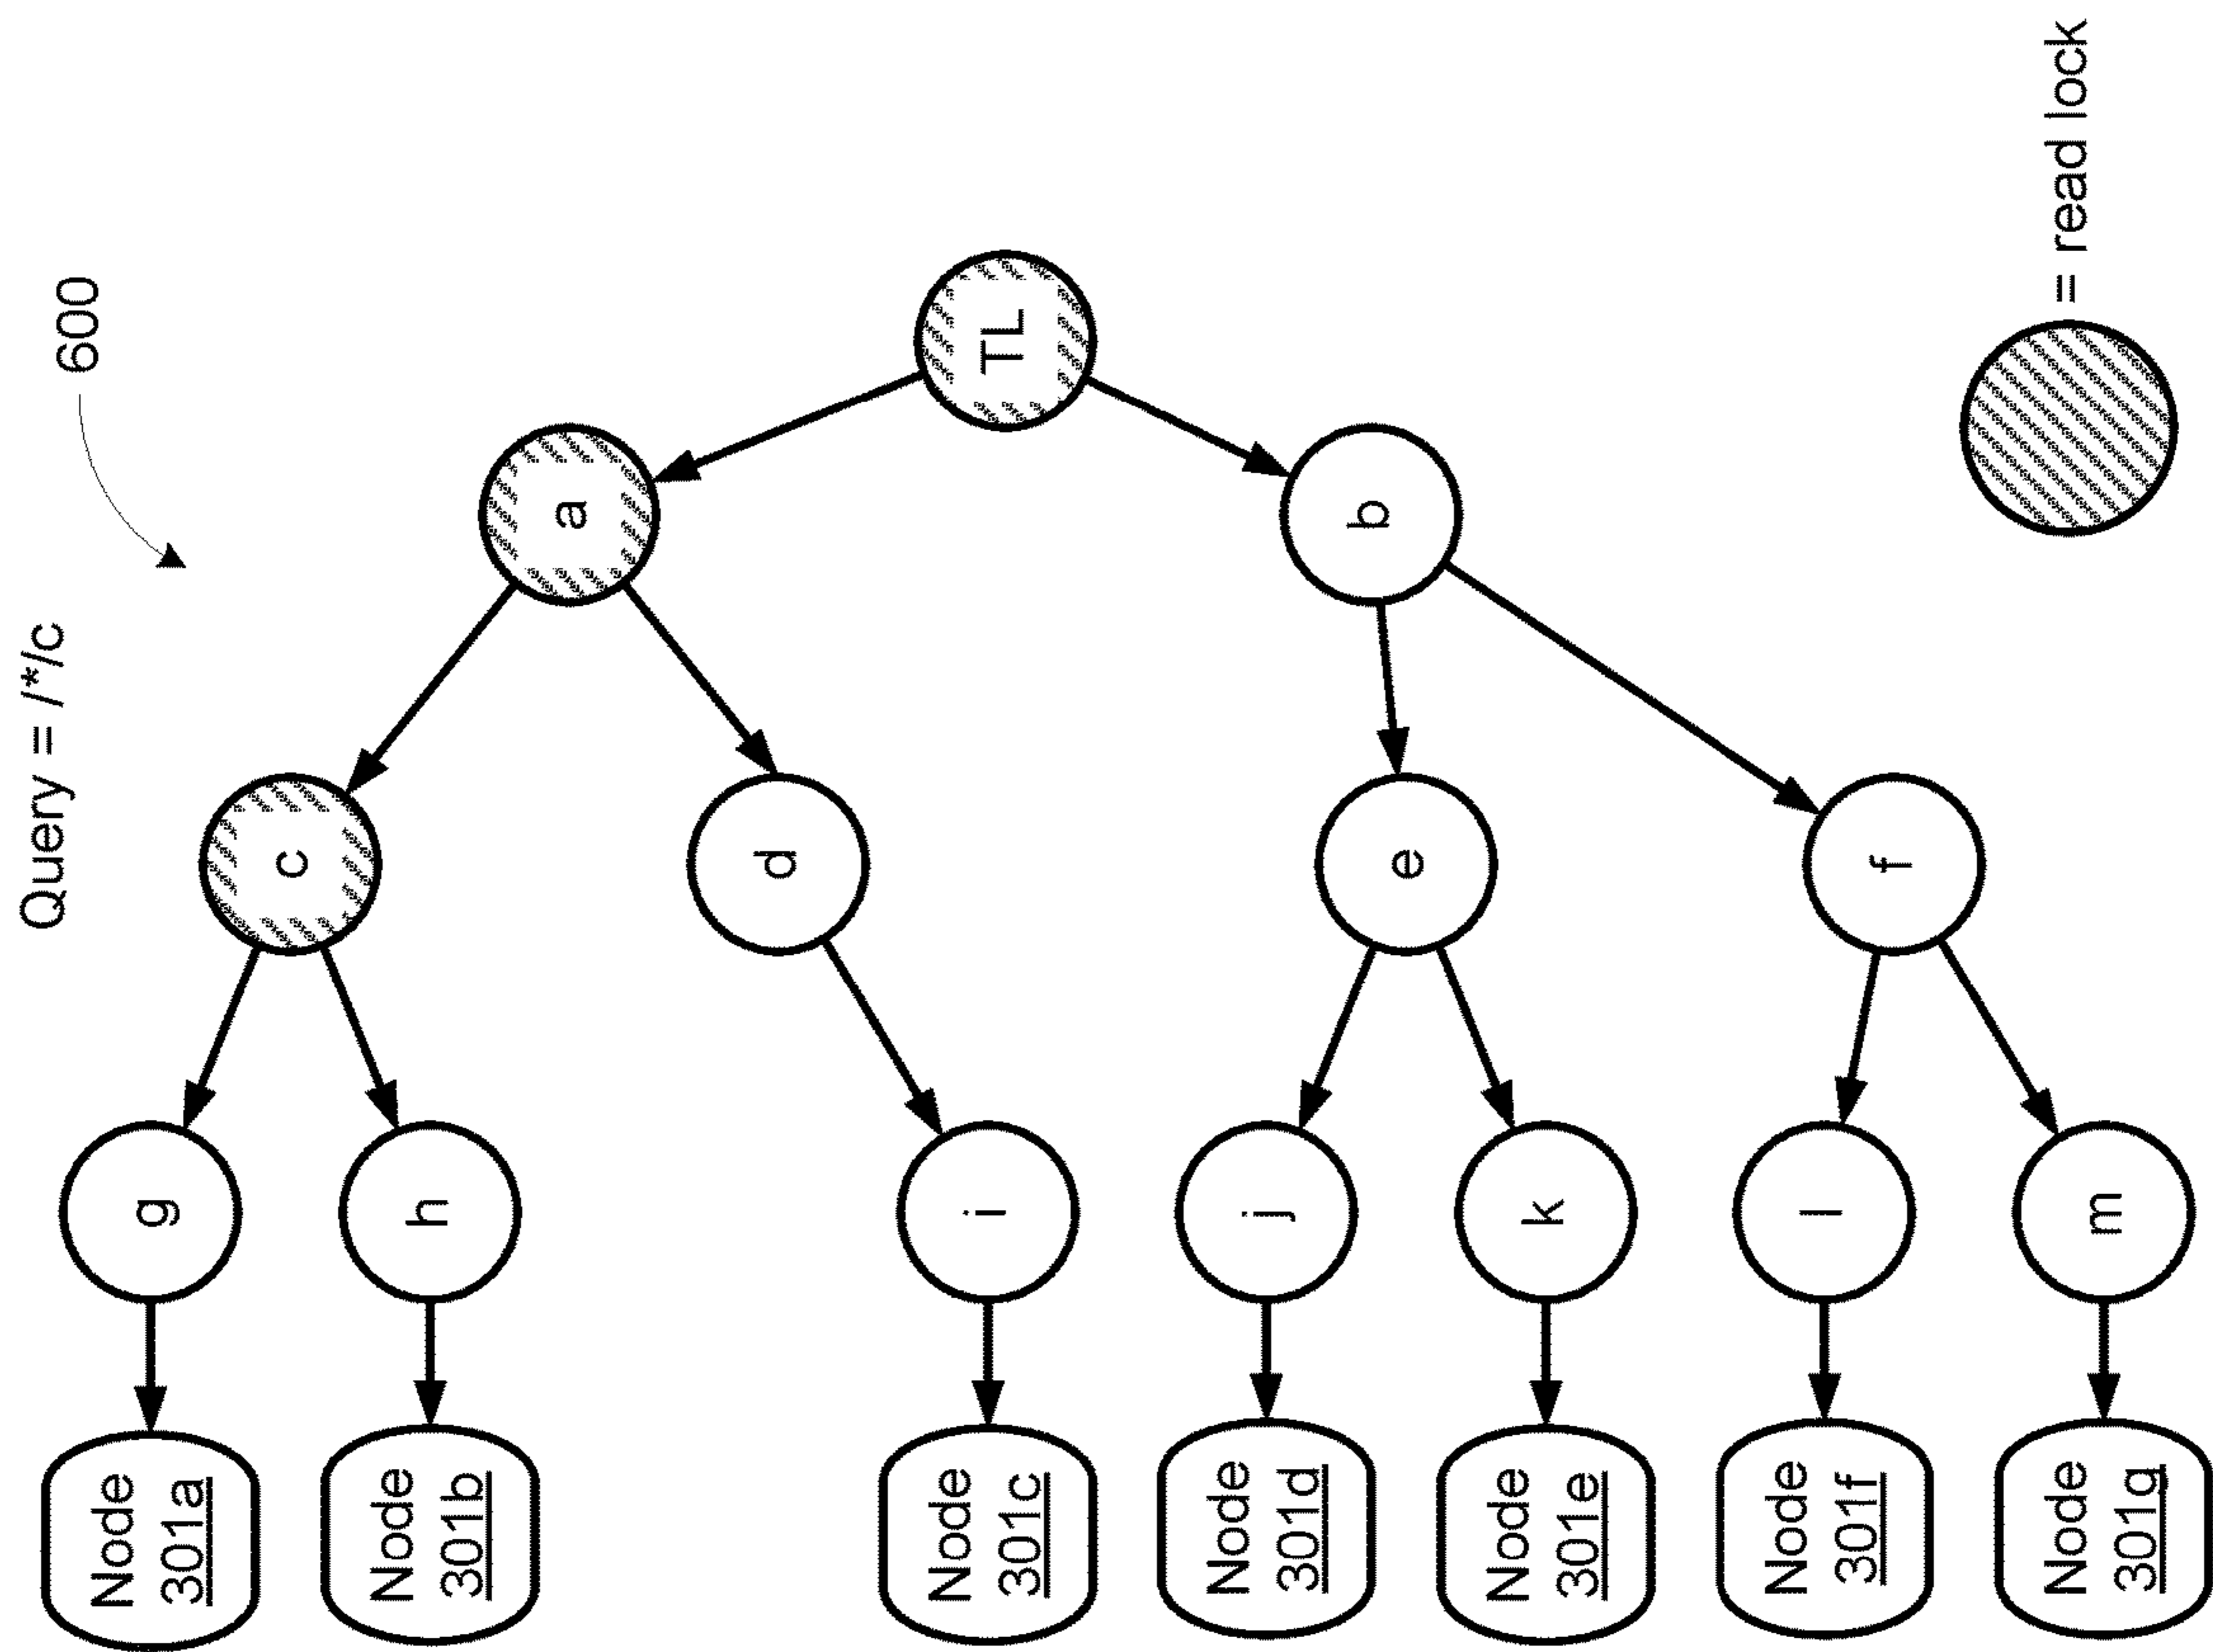 Query = /*/c
600
TL
a
b
c
d
e
f
g
h
i
j
k
l
m
Node
301a
Node
301b
Node
301c
Node
301d
Node
301e
Node
301f
Node
301g
= read lock